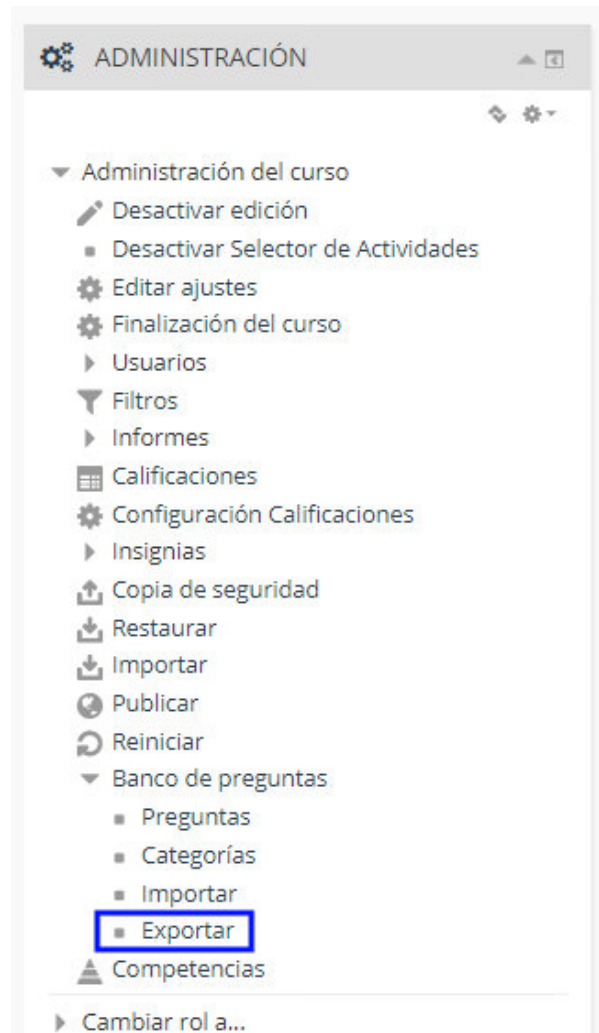 ADMINISTRACIÓN
Administración del curso
Desactivar edición
Desactivar Selector de Actividades
Editar ajustes
Finalización del curso
Usuarios
Filtros
Informes
Calificaciones
Configuración Calificaciones
Insignias
Copia de seguridad
Restaurar
Importar
Publicar
Reiniciar
Banco de preguntas
Preguntas
Categorías
Importar
Exportar
Competencias
Cambiar rol a...